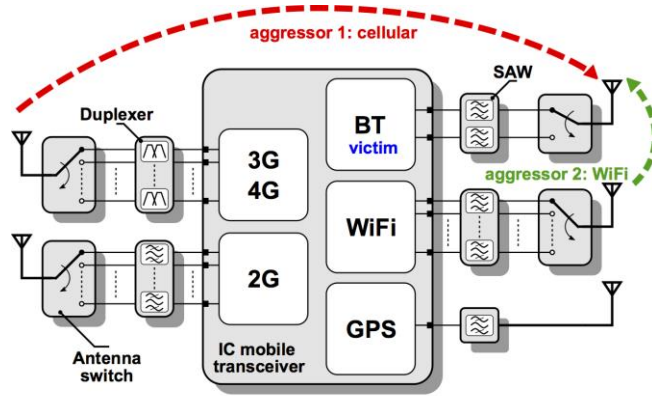 aggressor 1: cellular
SAW
Duplexer
BT
victim
3G
4G
aggressor 2: WiFi
WiFi
2G
GPS
IC mobile
transceiver
Antenna
switch